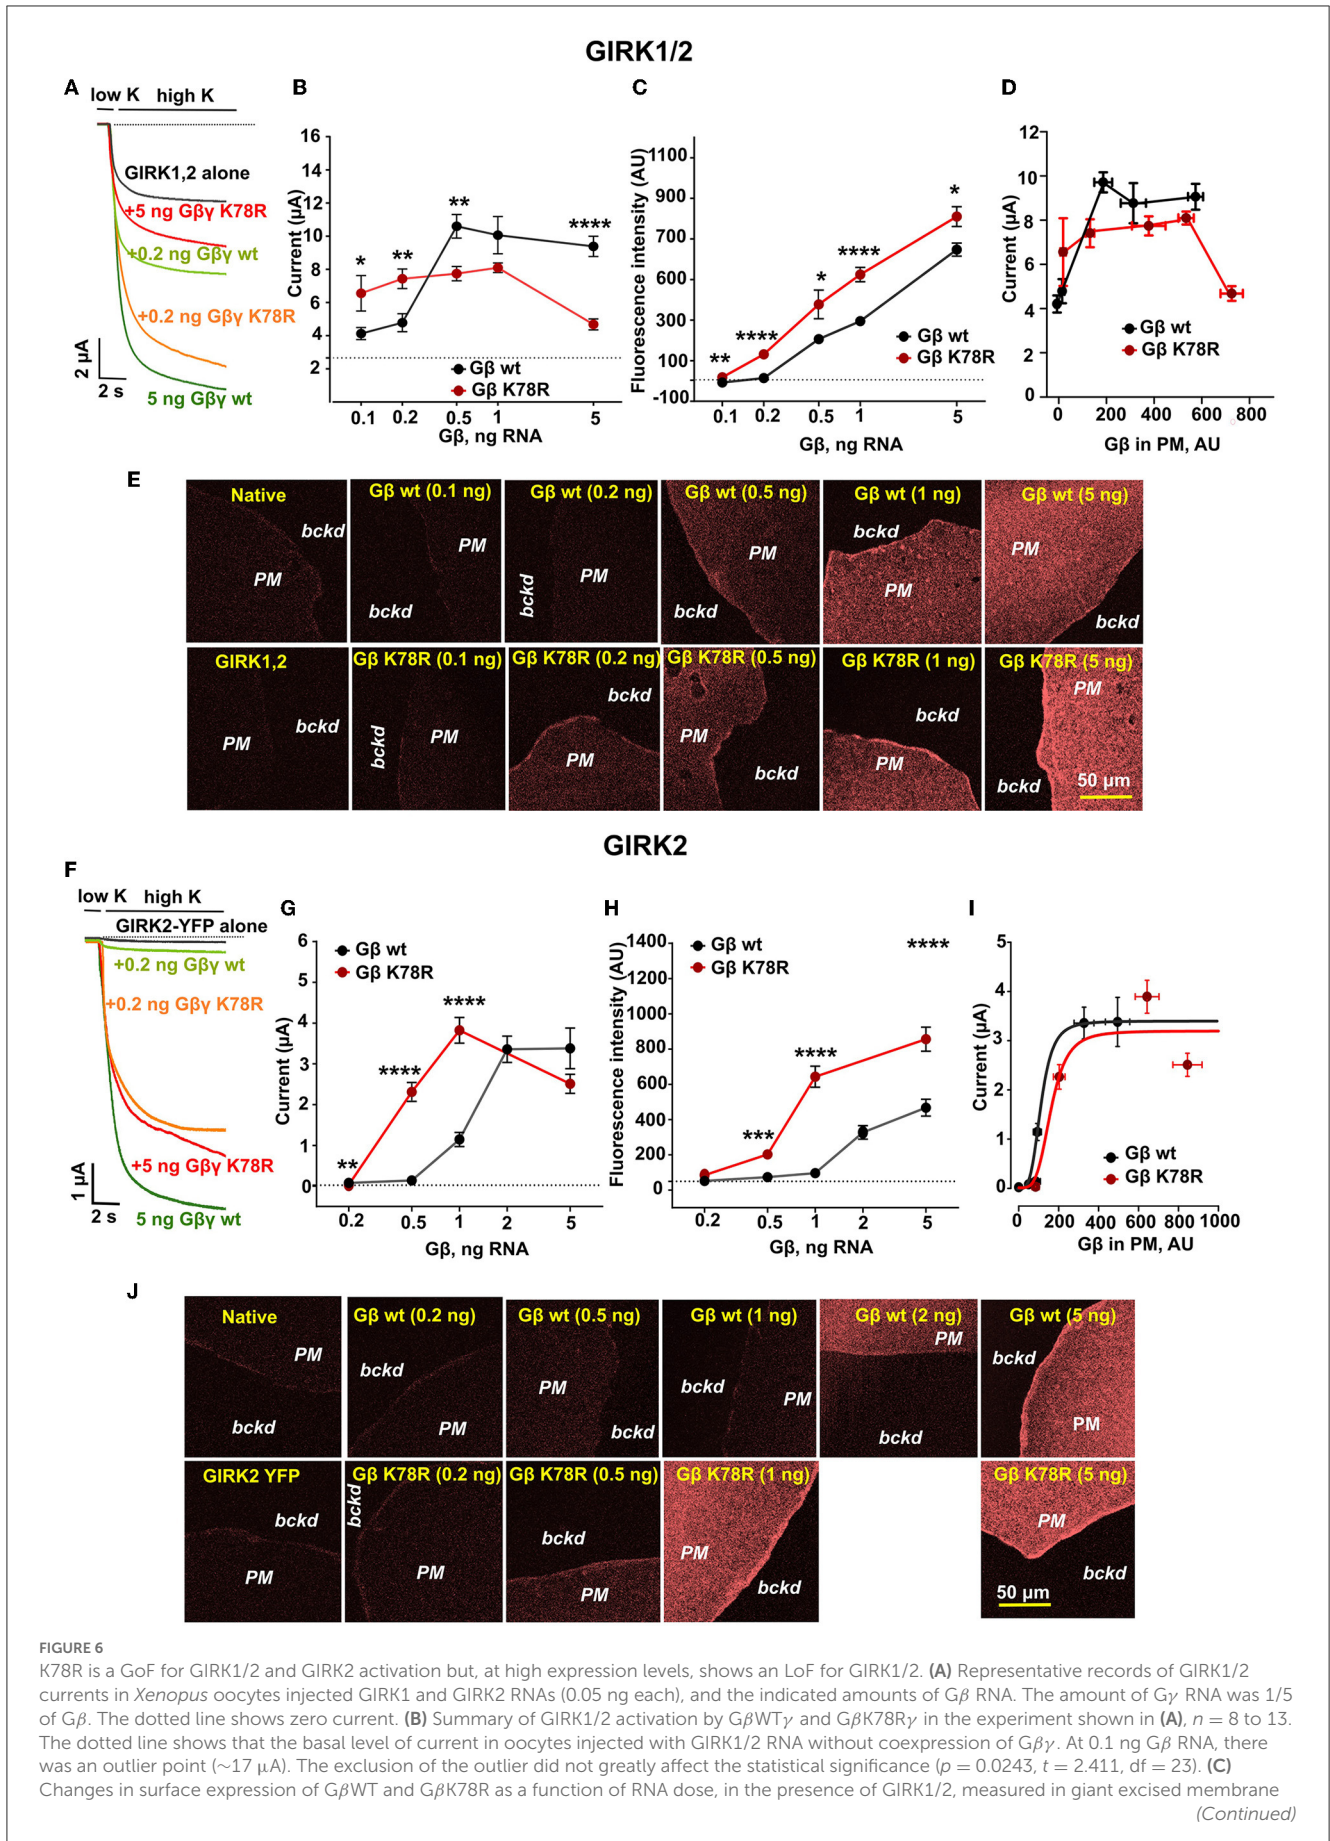 GIRK1/2
A
low K high K
GIRK1,2 alone
+5 ng Gβγ K78R
+0.2 ng Gβγ wt
+0.2 ng Gβγ K78R
5 ng Gβγ wt
2 µA
2 s
B
Current (µA)
16
14
12
10
8
6
4
2
*
**
**
****
Gβ wt
Gβ K78R
0.1 0.2 0.5 1 5
Gβ, ng RNA
C
Fluorescence intensity (AU)
1100
900
700
600
300
100
-100
**
****
*
****
*
Gβ wt
Gβ K78R
0.1 0.2 0.5 1 5
Gβ, ng RNA
D
Current (µA)
12
10
8
6
4
2
0
Gβ wt
Gβ K78R
0 200 400 600 800
Gβ in PM, AU
E
Native
bckd
PM
Gβ wt (0.1 ng)
PM
bckd
Gβ wt (0.2 ng)
PM
bckd
Gβ wt (0.5 ng)
PM
bckd
Gβ wt (1 ng)
bckd
PM
Gβ wt (5 ng)
PM
bckd
GIRK1,2
bckd
PM
Gβ K78R (0.1 ng)
bckd
PM
Gβ K78R (0.2 ng)
bckd
PM
Gβ K78R (0.5 ng)
PM
bckd
Gβ K78R (1 ng)
bckd
PM
Gβ K78R (5 ng)
PM
bckd
50 µm
GIRK2
F
low K high K
GIRK2-YFP alone
+0.2 ng Gβγ wt
+0.2 ng Gβγ K78R
+5 ng Gβγ K78R
5 ng Gβγ wt
1 µA
2 s
G
Current (µA)
6
5
4
3
2
1
0
Gβ wt
Gβ K78R
**
****
****
0.2 0.5 1 2 5
Gβ, ng RNA
H
Fluorescence intensity (AU)
1400
1200
1000
800
600
400
200
0
Gβ wt
Gβ K78R
***
****
****
0.2 0.5 1 2 5
Gβ, ng RNA
I
Current (µA)
5
4
3
2
1
0
Gβ wt
Gβ K78R
0 200 400 600 800 1000
Gβ in PM, AU
J
Native
PM
bckd
Gβ wt (0.2 ng)
bckd
PM
Gβ wt (0.5 ng)
PM
bckd
Gβ wt (1 ng)
bckd
PM
Gβ wt (2 ng)
PM
bckd
Gβ wt (5 ng)
bckd
PM
GIRK2 YFP
bckd
PM
Gβ K78R (0.2 ng)
bckd
PM
Gβ K78R (0.5 ng)
bckd
PM
Gβ K78R (1 ng)
PM
bckd
Gβ K78R (5 ng)
PM
bckd
50 µm
FIGURE 6
K78R is a GoF for GIRK1/2 and GIRK2 activation but, at high expression levels, shows an LoF for GIRK1/2. (A) Representative records of GIRK1/2
currents in Xenopus oocytes injected GIRK1 and GIRK2 RNAs (0.05 ng each), and the indicated amounts of Gβ RNA. The amount of Gγ RNA was 1/5
of Gβ. The dotted line shows zero current. (B) Summary of GIRK1/2 activation by GβWTγ and GβK78Rγ in the experiment shown in (A), n = 8 to 13.
The dotted line shows that the basal level of current in oocytes injected with GIRK1/2 RNA without coexpression of Gβγ. At 0.1 ng Gβ RNA, there
was an outlier point (~17 µA). The exclusion of the outlier did not greatly affect the statistical significance (p = 0.0243, t = 2.411, df = 23). (C)
Changes in surface expression of GβWT and GβK78R as a function of RNA dose, in the presence of GIRK1/2, measured in giant excised membrane
(Continued)